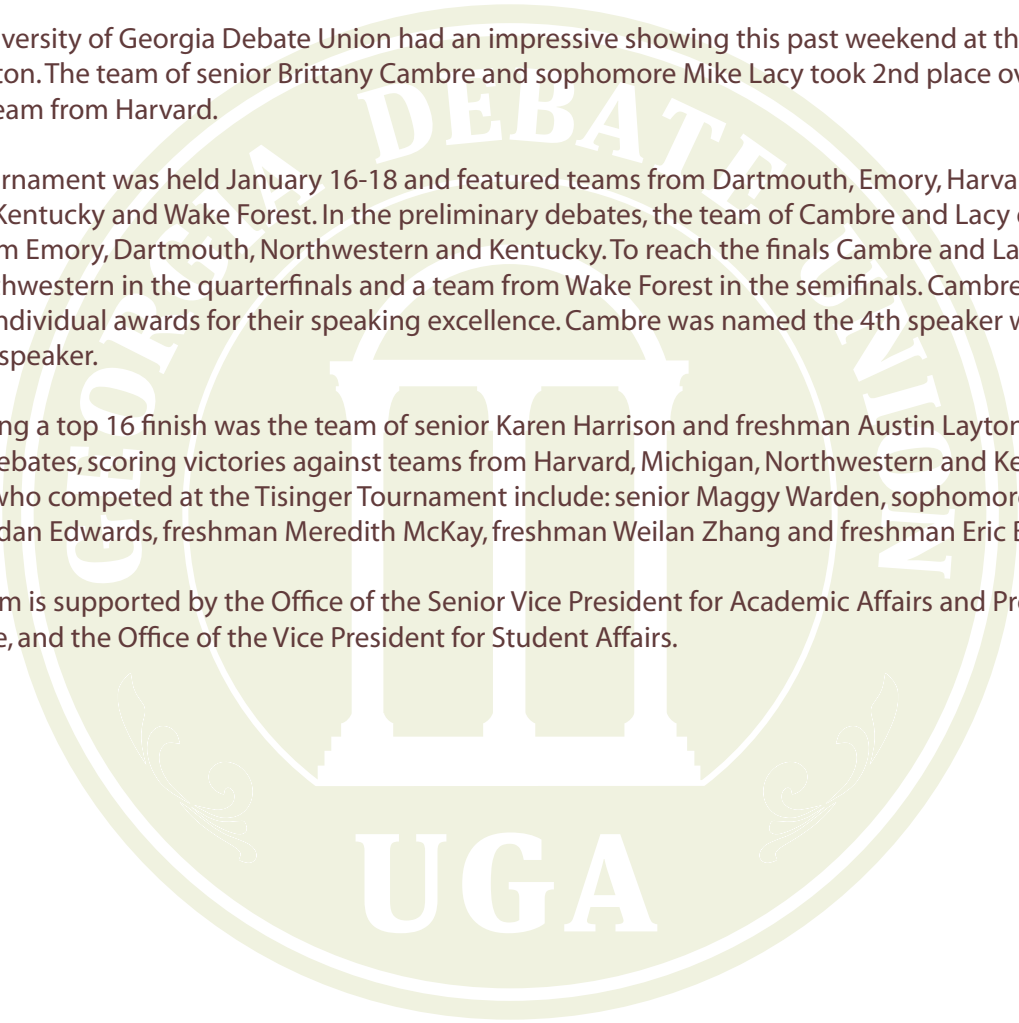 versity of Georgia Debate Union had an impressive showing this past weekend at th
ton. The team of senior Brittany Cambre and sophomore Mike Lacy took 2nd place ov
eam from Harvard.
rnament was held January 16-18 and featured teams from Dartmouth, Emory, Harva
Kentucky and Wake Forest. In the preliminary debates, the team of Cambre and Lacy
m Emory, Dartmouth, Northwestern and Kentucky. To reach the finals Cambre and La
hwestern in the quarterfinals and a team from Wake Forest in the semifinals. Cambre
ndividual awards for their speaking excellence. Cambre was named the 4th speaker w
speaker.
ng a top 16 finish was the team of senior Karen Harrison and freshman Austin Layton
ebates, scoring victories against teams from Harvard, Michigan, Northwestern and Ke
who competed at the Tisinger Tournament include: senior Maggy Warden, sophomor
dan Edwards, freshman Meredith McKay, freshman Weilan Zhang and freshman Eric
m is supported by the Office of the Senior Vice President for Academic Affairs and Pr
e, and the Office of the Vice President for Student Affairs.
GEORGIA DEBATE UNION
UGA